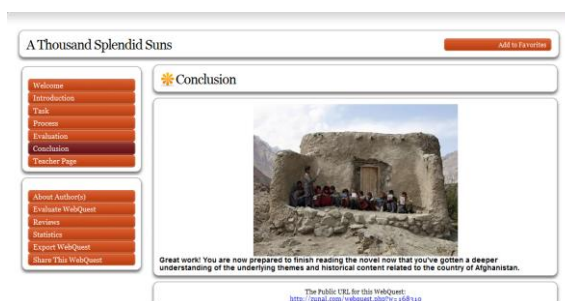 A Thousand Splendid Suns
Add to Favorites
Welcome
Introduction
Task
Process
Evaluation
Conclusion
Teacher Page
About Author(s)
Evaluate WebQuest
Reviews
Statistics
Export WebQuest
Share This WebQuest
Conclusion
Great work! You are now prepared to finish reading the novel now that you've gotten a deeper
understanding of the underlying themes and historical content related to the country of Afghanistan.
The Public URL for this WebQuest: